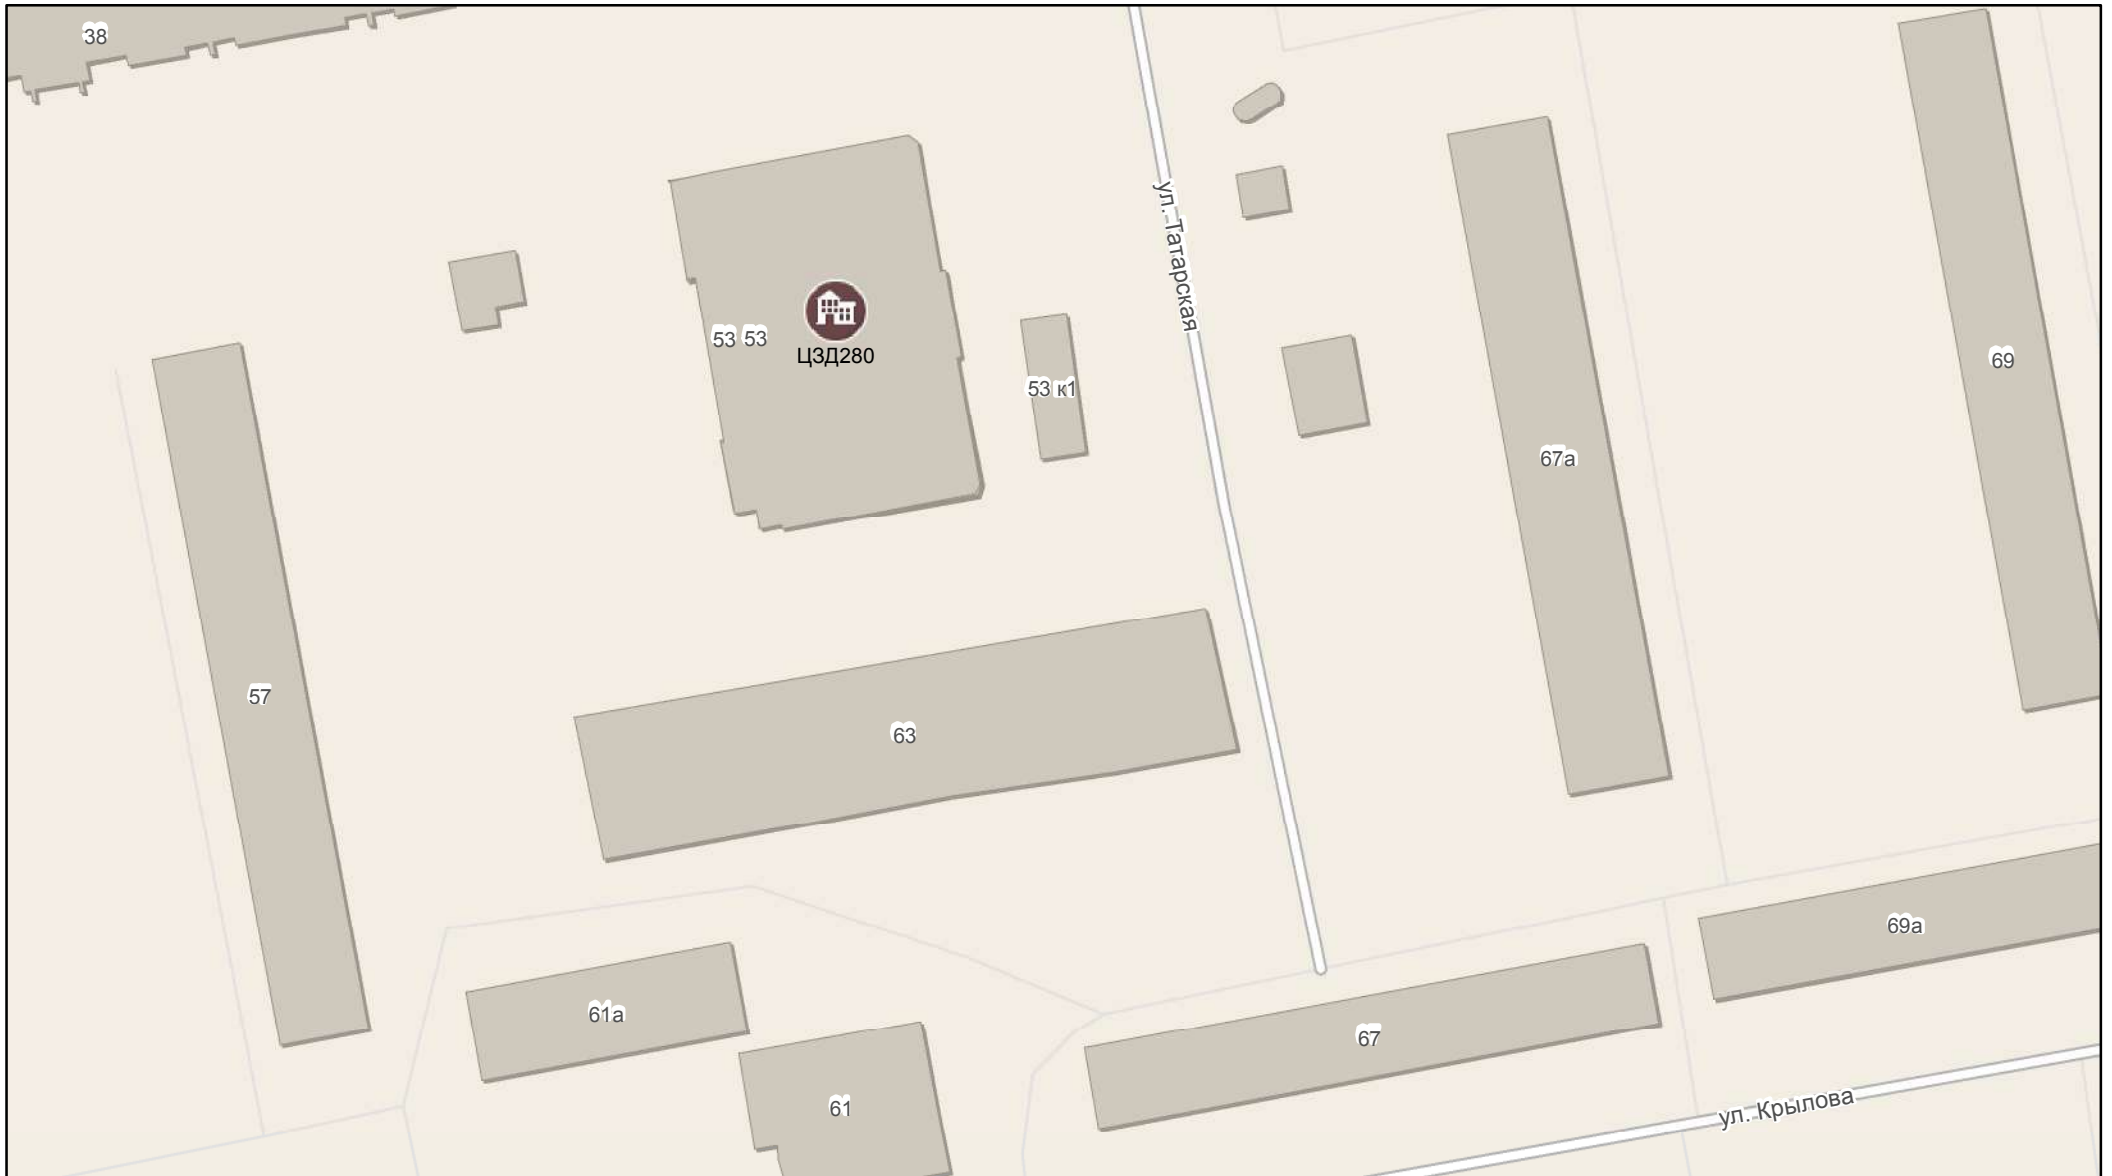 38
ул. Татарская
53 53
ЦЗД280
53 к1
69
67а
57
63
69а
61а
67
61
ул. Крылова